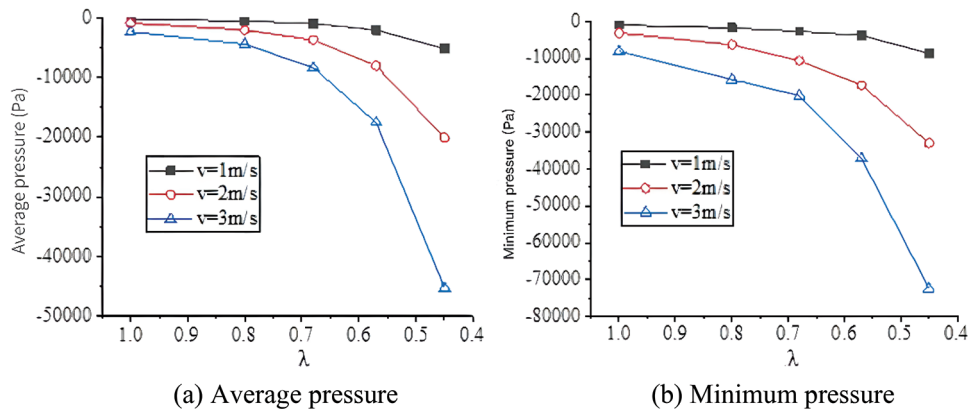 0
-10000
-20000
-30000
-40000
-50000
Average pressure (Pa)
v=1m/s
v=2m/s
v=3m/s
1.0 0.9 0.8 0.7 0.6 0.5 0.4
λ
(a) Average pressure
0
-10000
-20000
-30000
-40000
-50000
-60000
-70000
-80000
Minimum pressure (Pa)
v=1m/s
v=2m/s
v=3m/s
1.0 0.9 0.8 0.7 0.6 0.5 0.4
λ
(b) Minimum pressure